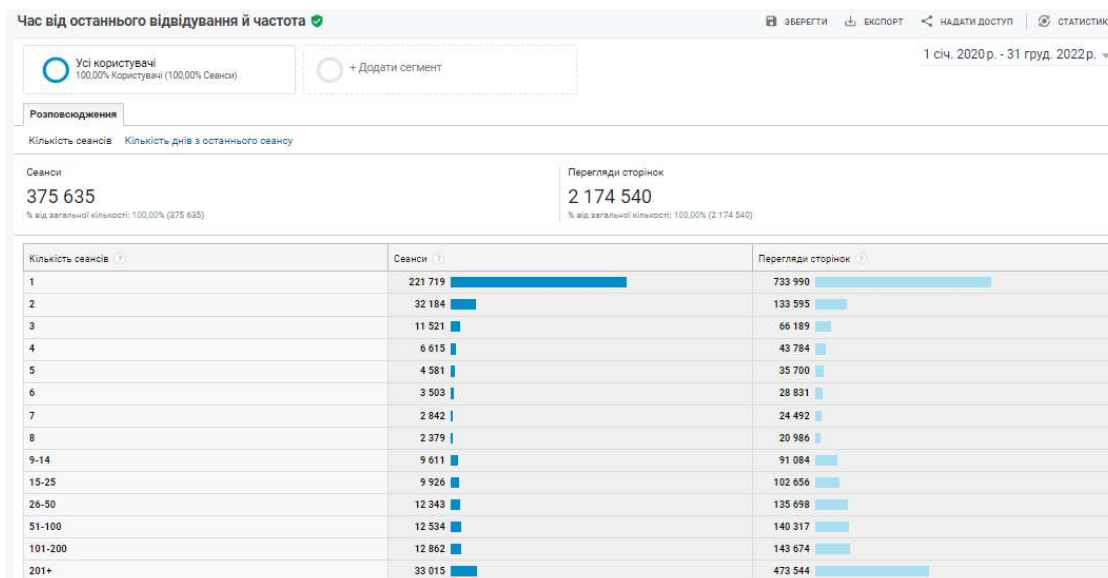 Час від останнього відвідування й частота
ЗБЕРЕГТИ ЕКСПОРТ НАДАТИ ДОСТУП СТАТИСТИК
1 січ. 2020 р. - 31 груд. 2022 р.
Усі користувачі
100,00% Користувачі (100,00% Сеанси)
+ Додати сегмент
Розповсюдження
Кількість сеансів Кількість днів з останнього сеансу
Сеанси Перегляди сторінок
375 635 2 174 540
% від загальної кількості: 100,00% (375 635) % від загальної кількості: 100,00% (2 174 540)
Кількість сеансів ? Сеанси ? Перегляди сторінок ?
1 221 719 733 990
2 32 184 133 595
3 11 521 66 189
4 6 615 43 784
5 4 581 35 700
6 3 503 28 831
7 2 842 24 492
8 2 379 20 986
9-14 9 611 91 084
15-25 9 926 102 656
26-50 12 343 135 698
51-100 12 534 140 317
101-200 12 862 143 674
201+ 33 015 473 544